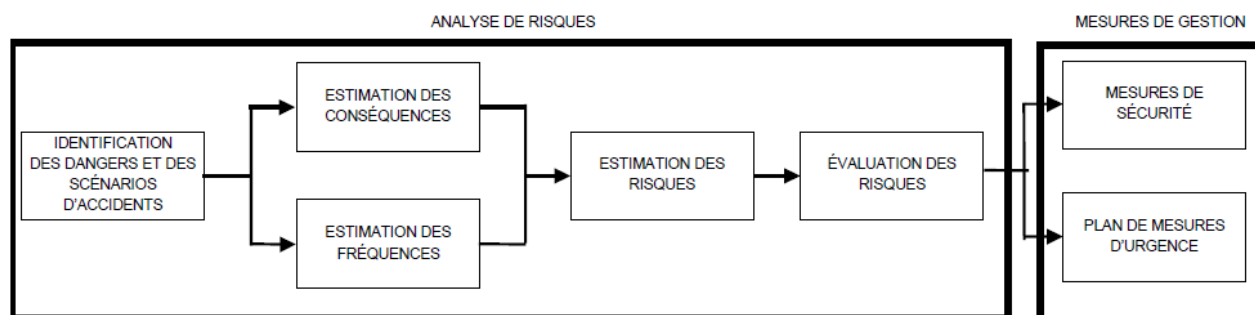 ANALYSE DE RISQUES
MESURES DE GESTION
IDENTIFICATION
DES DANGERS ET DES
SCÉNARIOS
D'ACCIDENTS
ESTIMATION DES
CONSÉQUENCES
ESTIMATION DES
FRÉQUENCES
ESTIMATION DES
RISQUES
ÉVALUATION DES
RISQUES
MESURES DE
SÉCURITÉ
PLAN DE MESURES
D'URGENCE